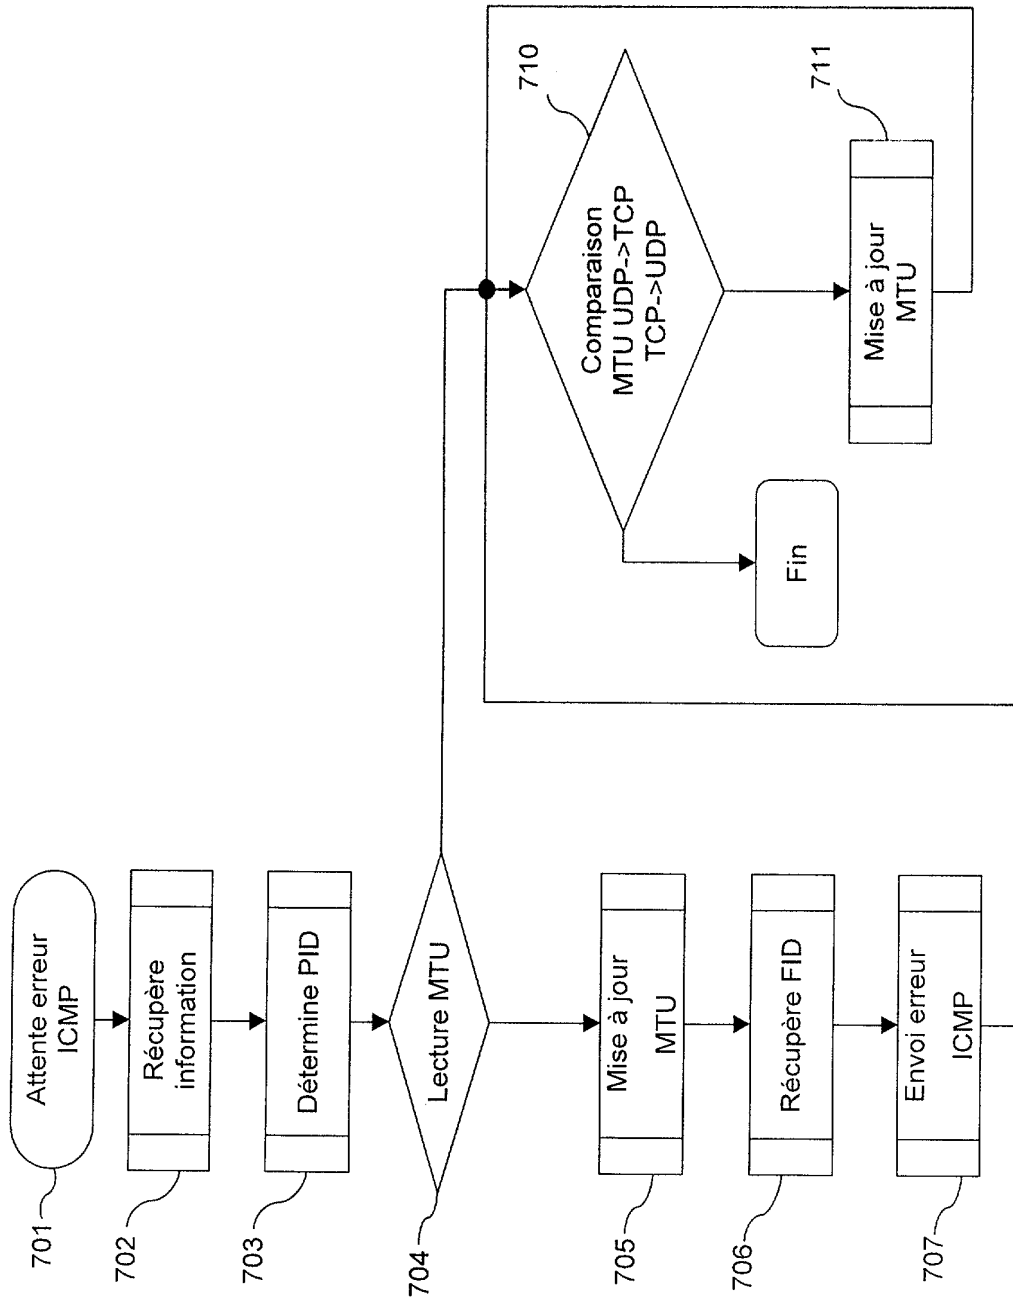 701
Attente erreur
ICMP
702
Récupère
information
703
Détermine PID
704
Lecture MTU
705
Mise à jour
MTU
706
Récupère FID
707
Envoi erreur
ICMP
710
Comparaison
MTU UDP->TCP
TCP->UDP
Fin
711
Mise à jour
MTU